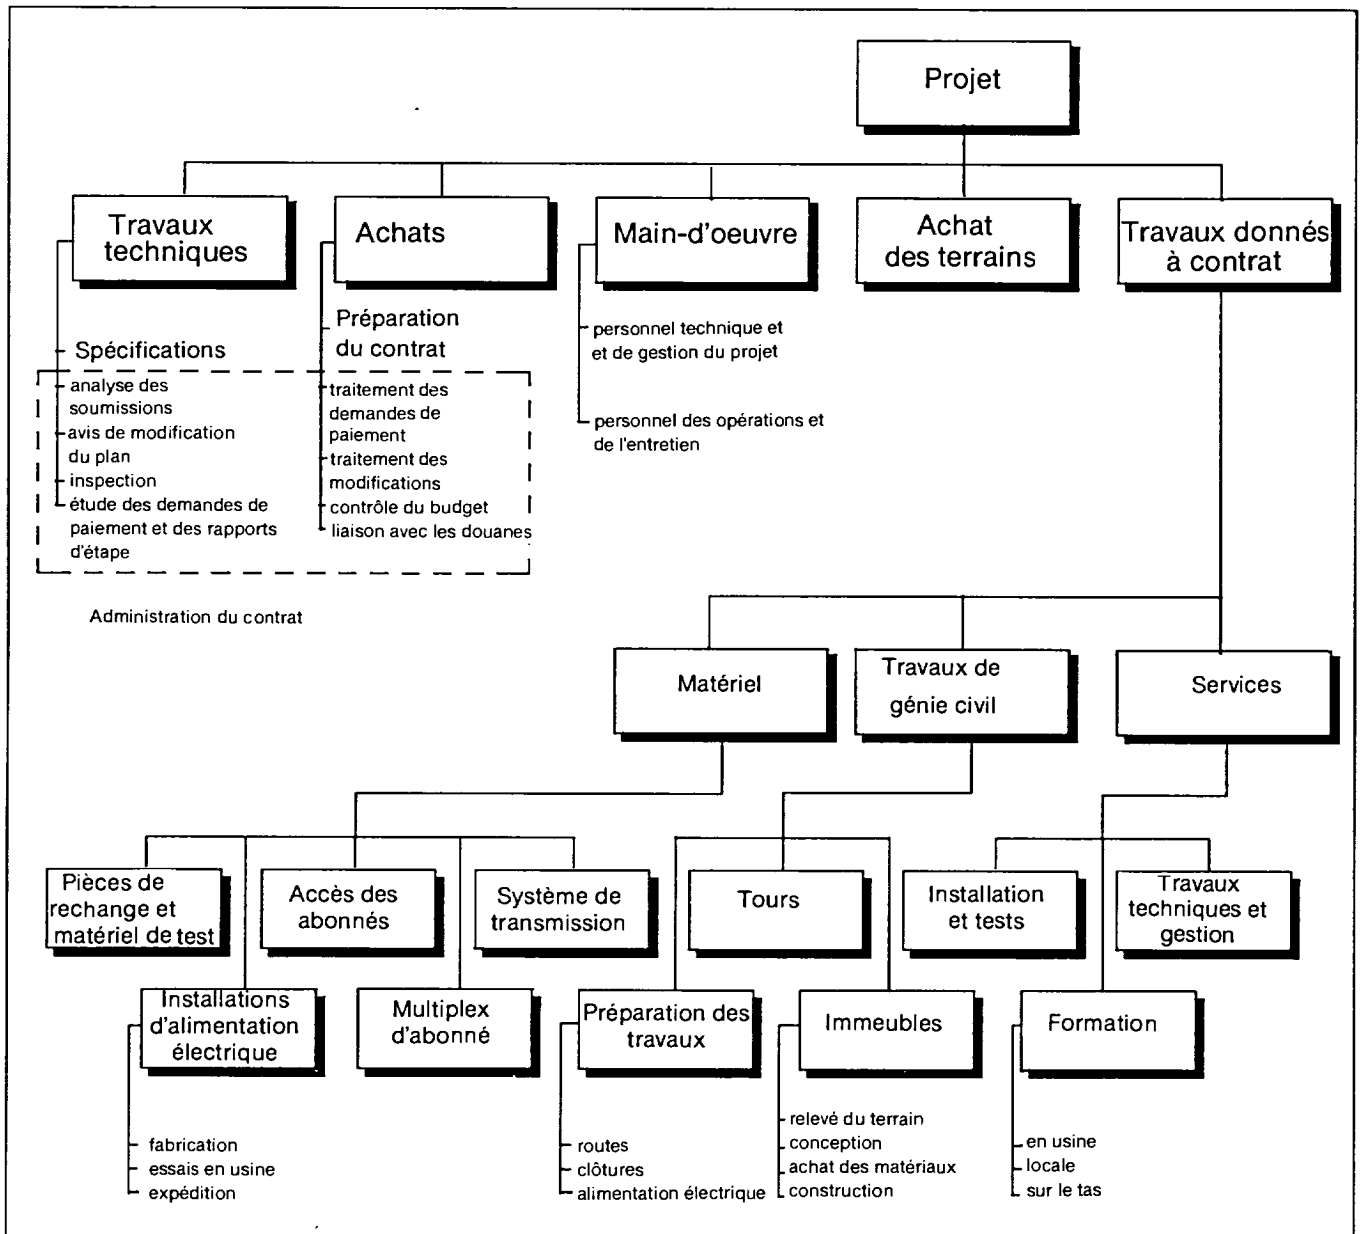 Projet
Travaux
techniques
Achats
Main-d'oeuvre
Achat
des terrains
Travaux donnés
à contrat
Spécifications
analyse des
soumissions
avis de modification
du plan
inspection
étude des demandes de
paiement et des rapports
d'étape
Préparation
du contrat
traitement des
demandes de
paiement
traitement des
modifications
contrôle du budget
liaison avec les douanes
personnel technique et
et de gestion du projet
personnel des opérations et
de l'entretien
Administration du contrat
Matériel
Travaux de
génie civil
Services
Pièces de
rechange et
matériel de test
Accès des
abonnés
Système de
transmission
Tours
Installation
et tests
Travaux
techniques et
gestion
Installations
d'alimentation
électrique
Multiplex
d'abonné
Préparation des
travaux
Immeubles
Formation
fabrication
essais en usine
expédition
routes
clôtures
alimentation électrique
relevé du terrain
conception
achat des matériaux
construction
en usine
locale
sur le tas